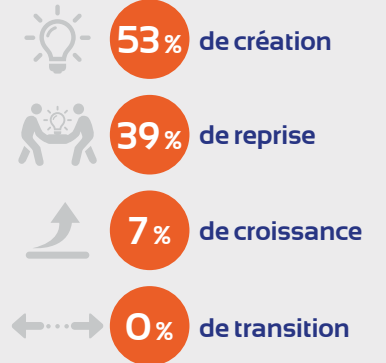 53 % de création
39 % de reprise
7 % de croissance
0 % de transition